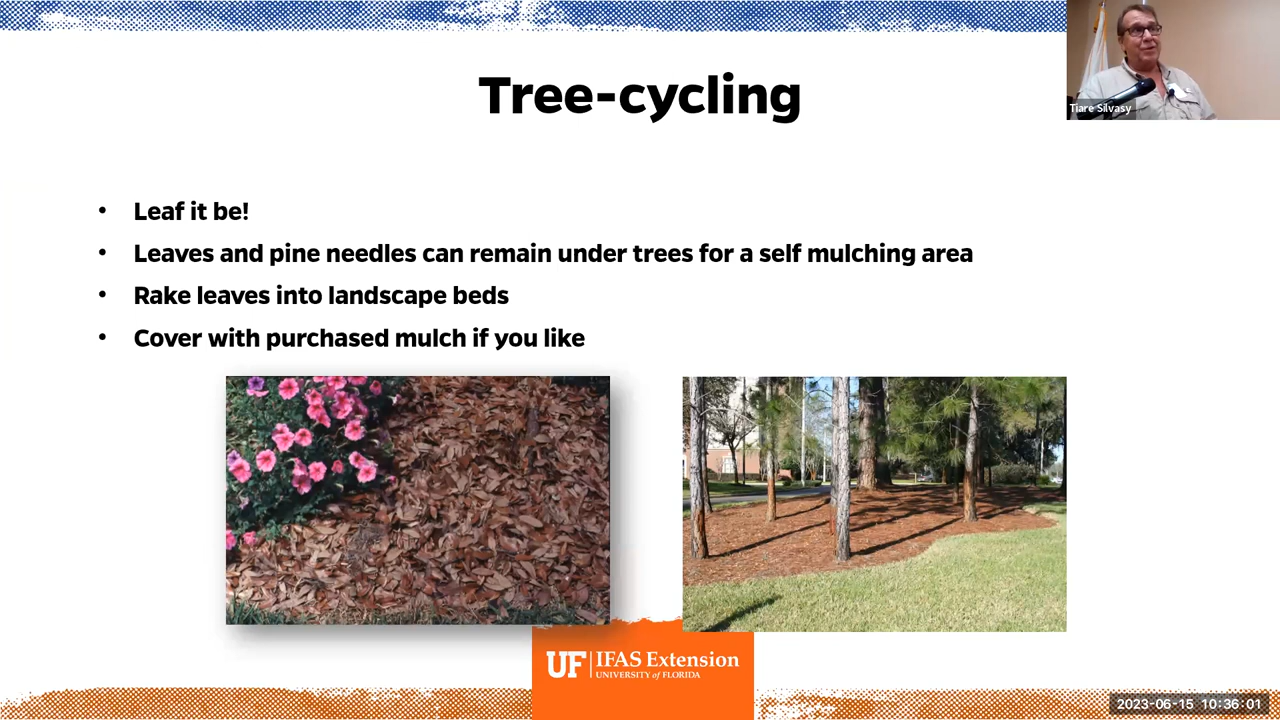 Tree-cycling
Tiare Silvasy
• Leaf it be!
• Leaves and pine needles can remain under trees for a self mulching area
• Rake leaves into landscape beds
• Cover with purchased mulch if you like
UF IFAS Extension
UNIVERSITY of FLORIDA
2023-06-15 10:36:01